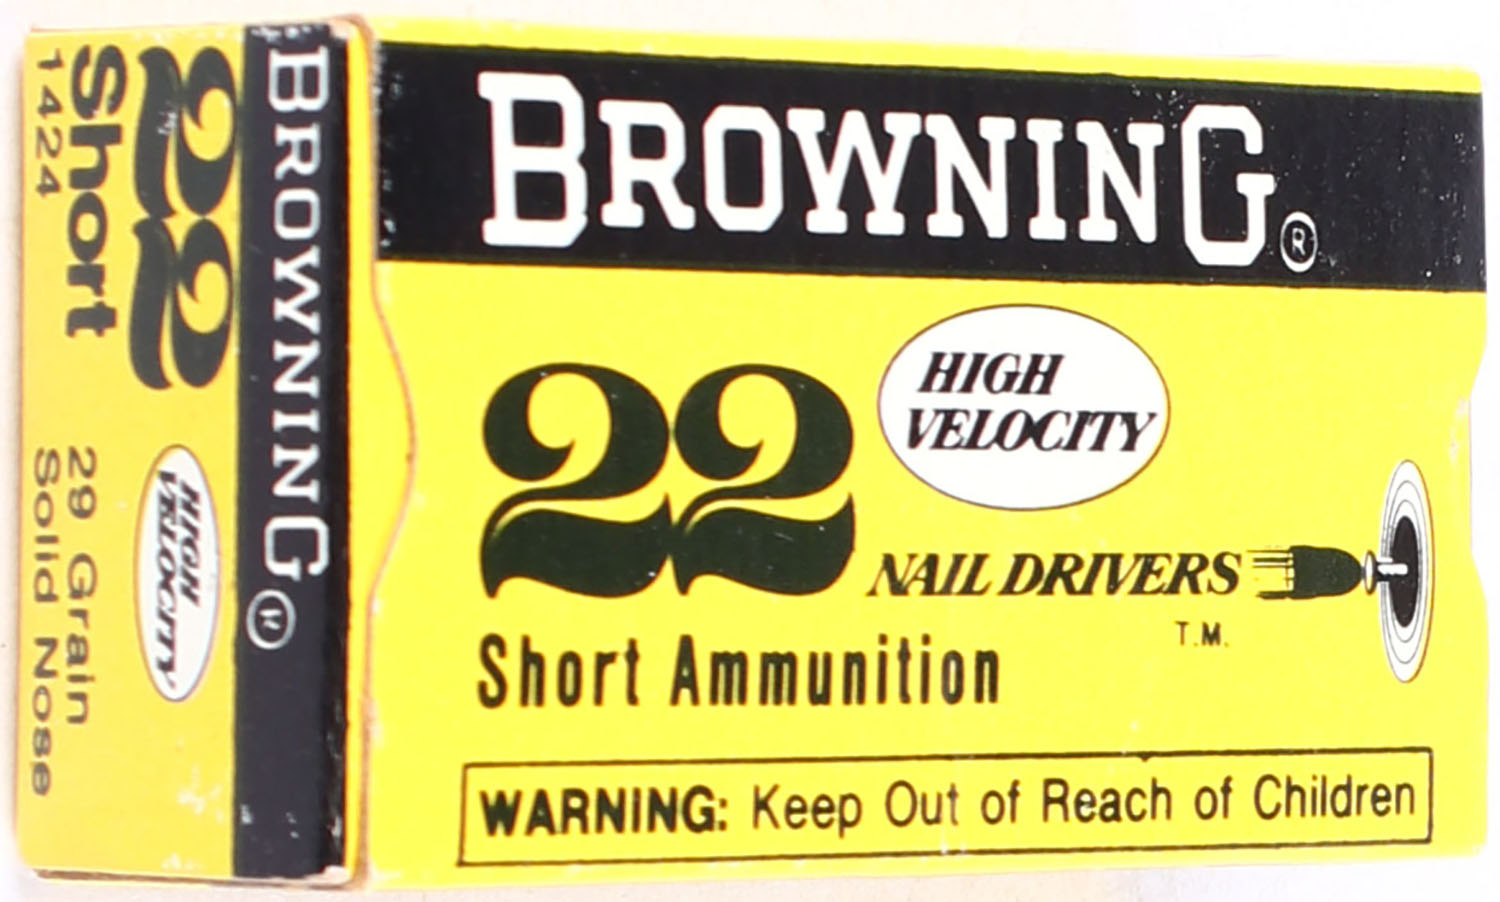 BROWNING®
22
HIGH
VELOCITY
NAIL DRIVERS
T.M.
Short Ammunition
WARNING: Keep Out of Reach of Children
BROWNING®
22
Short
1424
HIGH
VELOCITY
29 Grain
Solid Nose